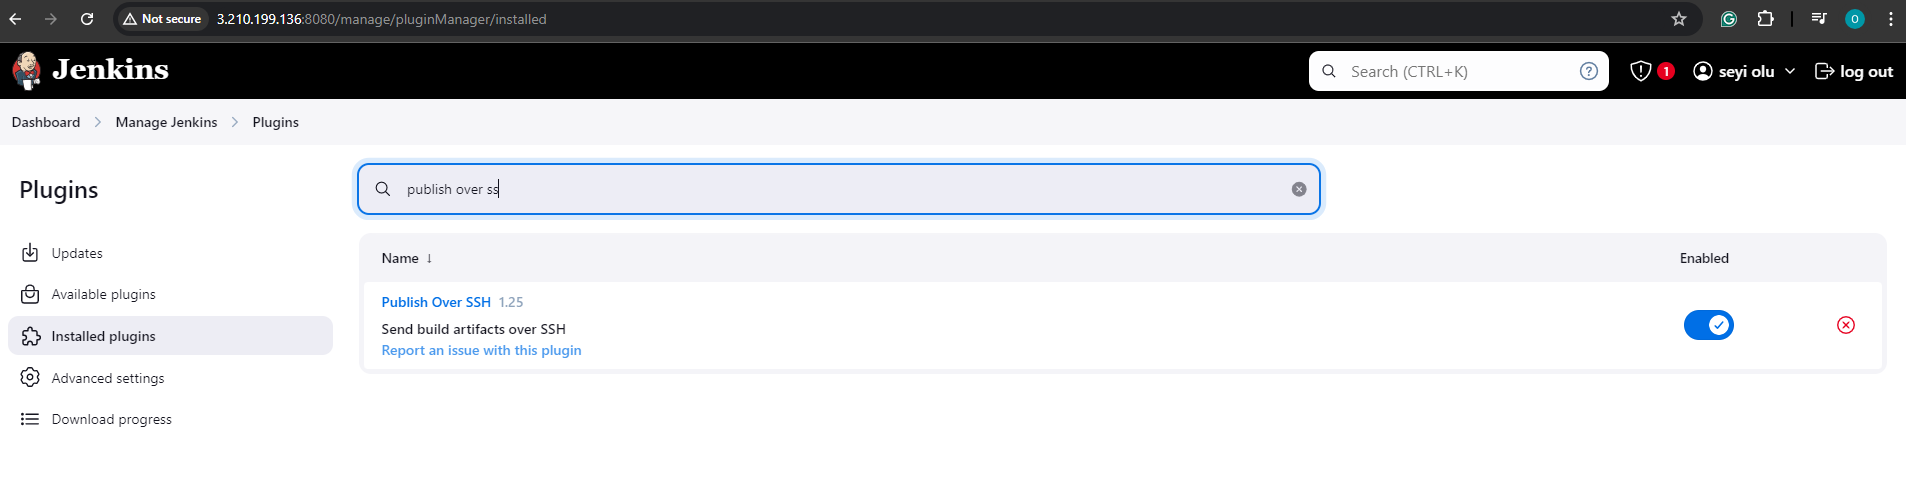 Not secure 3.210.199.136:8080/manage/pluginManager/installed O
Jenkins Search (CTRL+K) ? 1 seyi olu log out
Dashboard > Manage Jenkins > Plugins
Plugins
publish over ss
Updates
Available plugins
Installed plugins
Advanced settings
Download progress
Name ↓ Enabled
Publish Over SSH 1.25
Send build artifacts over SSH
Report an issue with this plugin